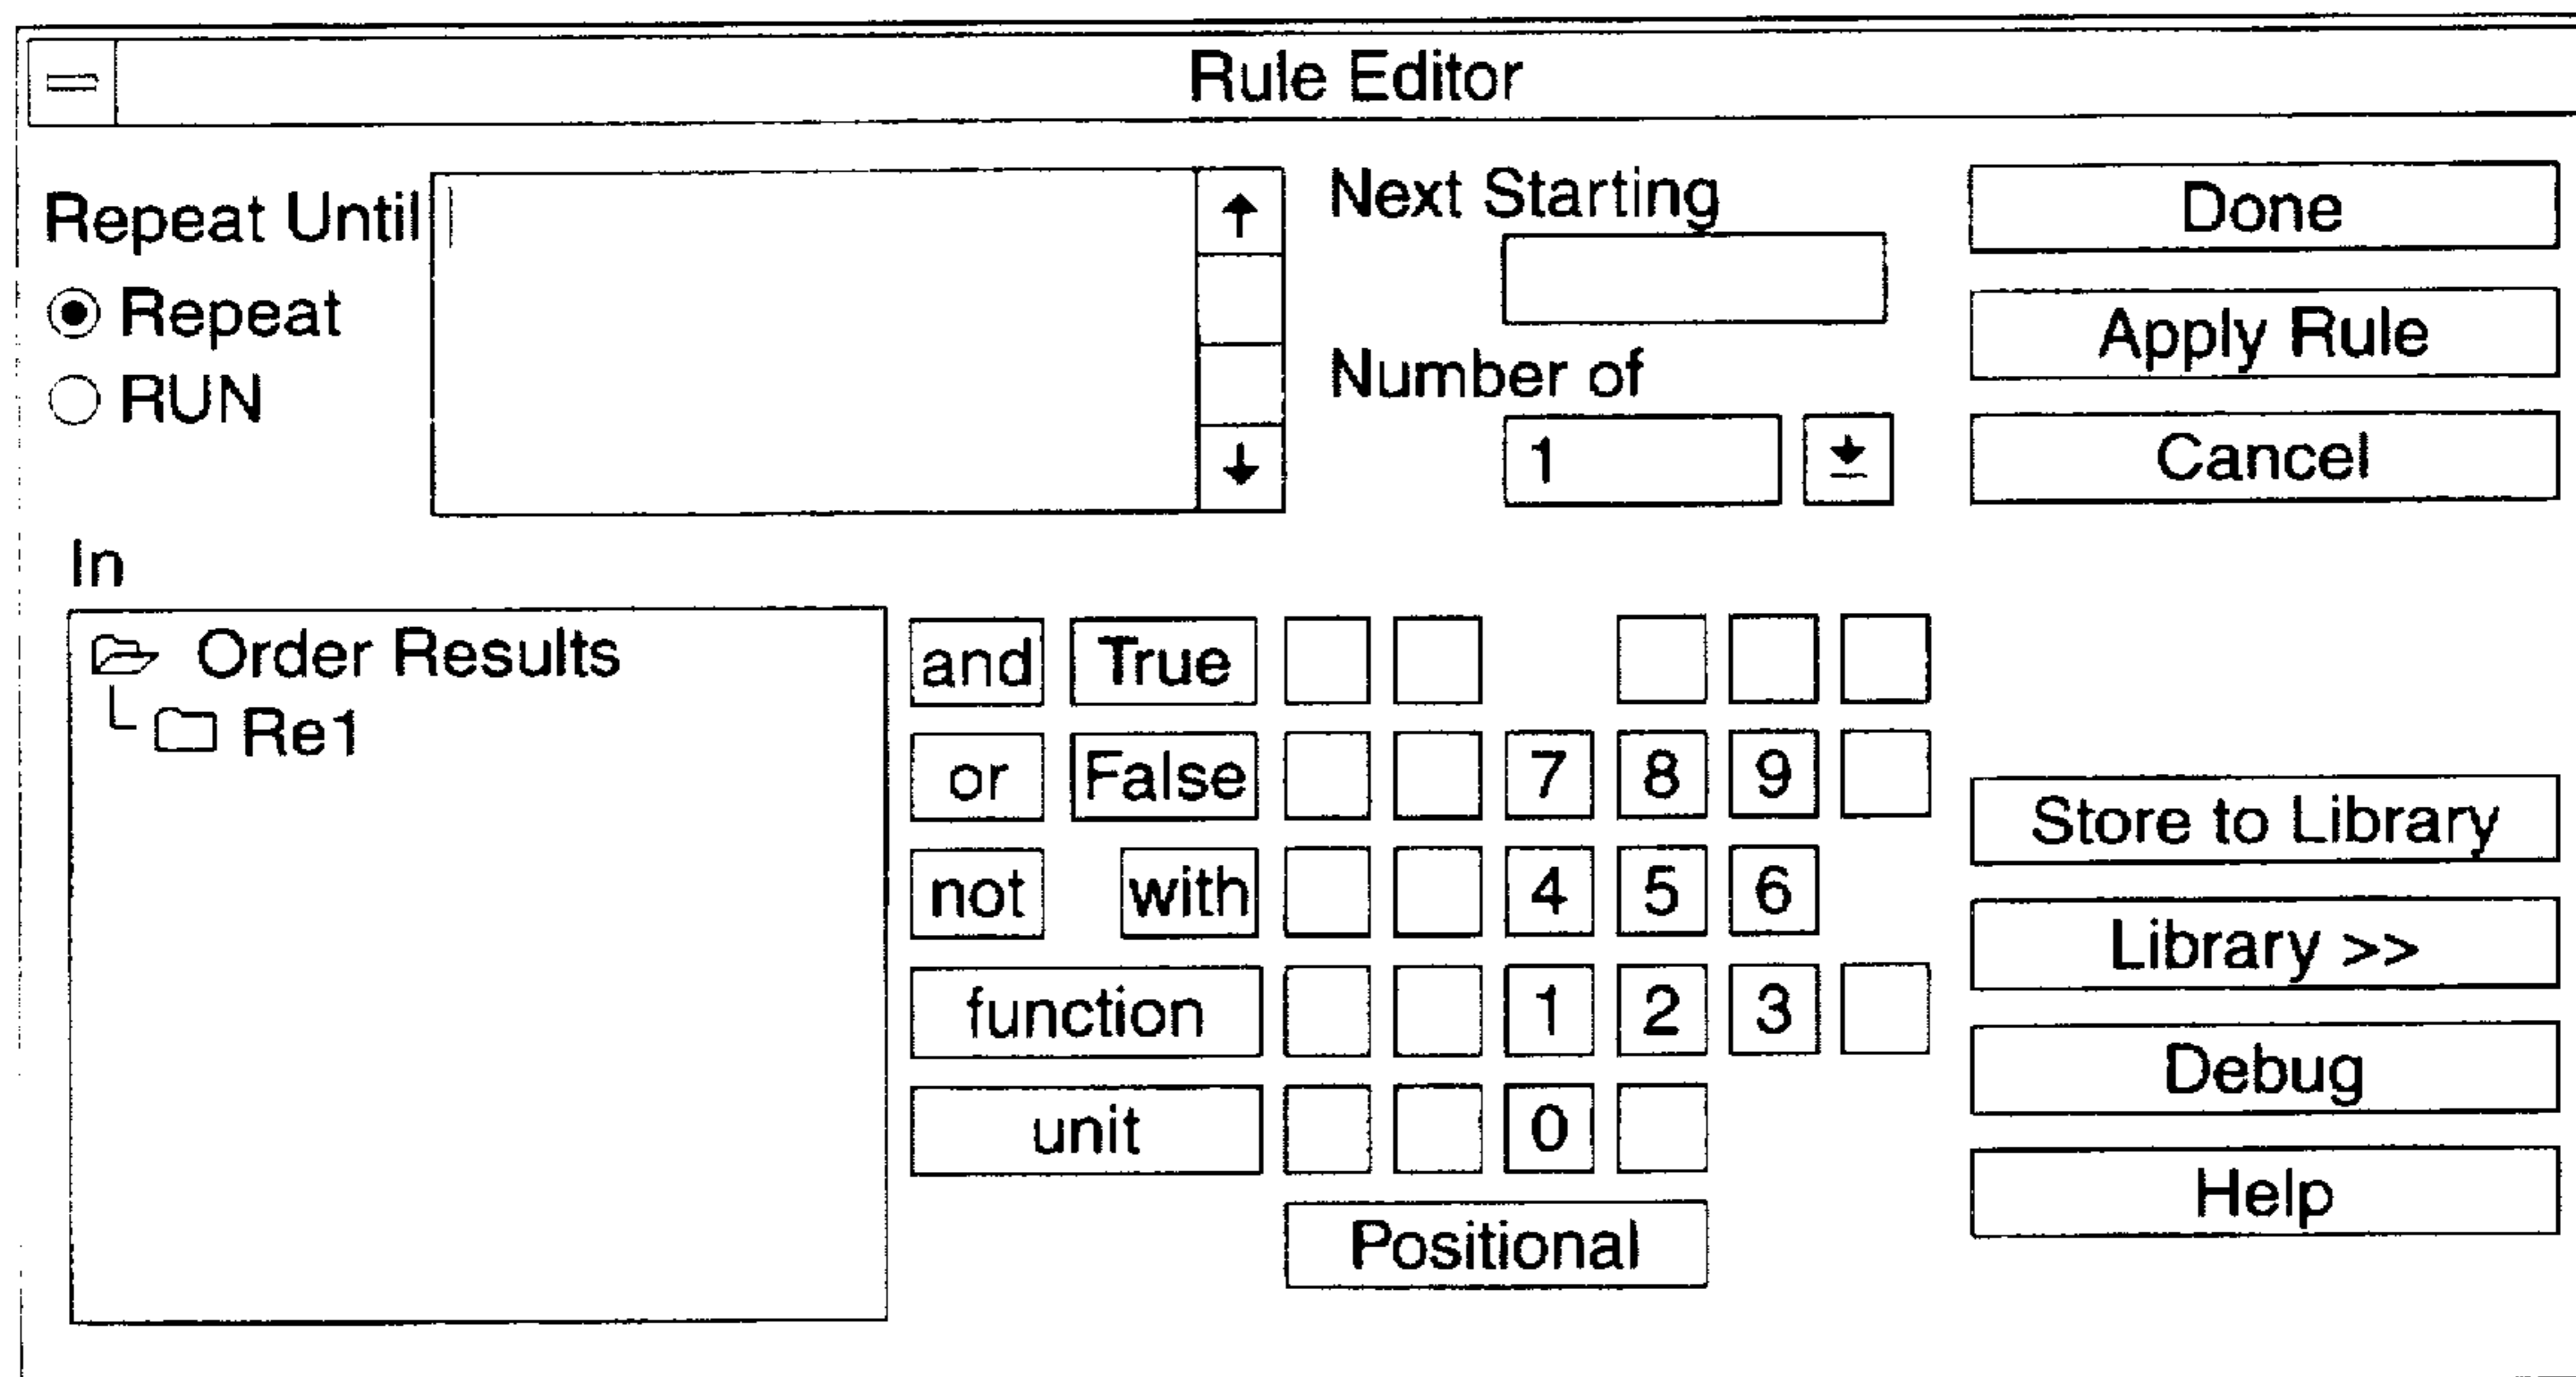 Rule Editor
Repeat Until
Repeat
RUN
Next Starting
Number of
1
Done
Apply Rule
Cancel
In
Order Results
Re1
and True
or False 7 8 9
not with 4 5 6
function 1 2 3
unit 0
Positional
Store to Library
Library >>
Debug
Help